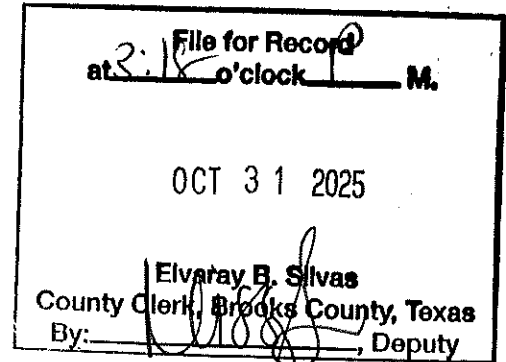 File for Record
at 3:18 o'clock P M.
OCT 31 2025
Elvaray B. Silvas
County Clerk, Brooks County, Texas
By: , Deputy